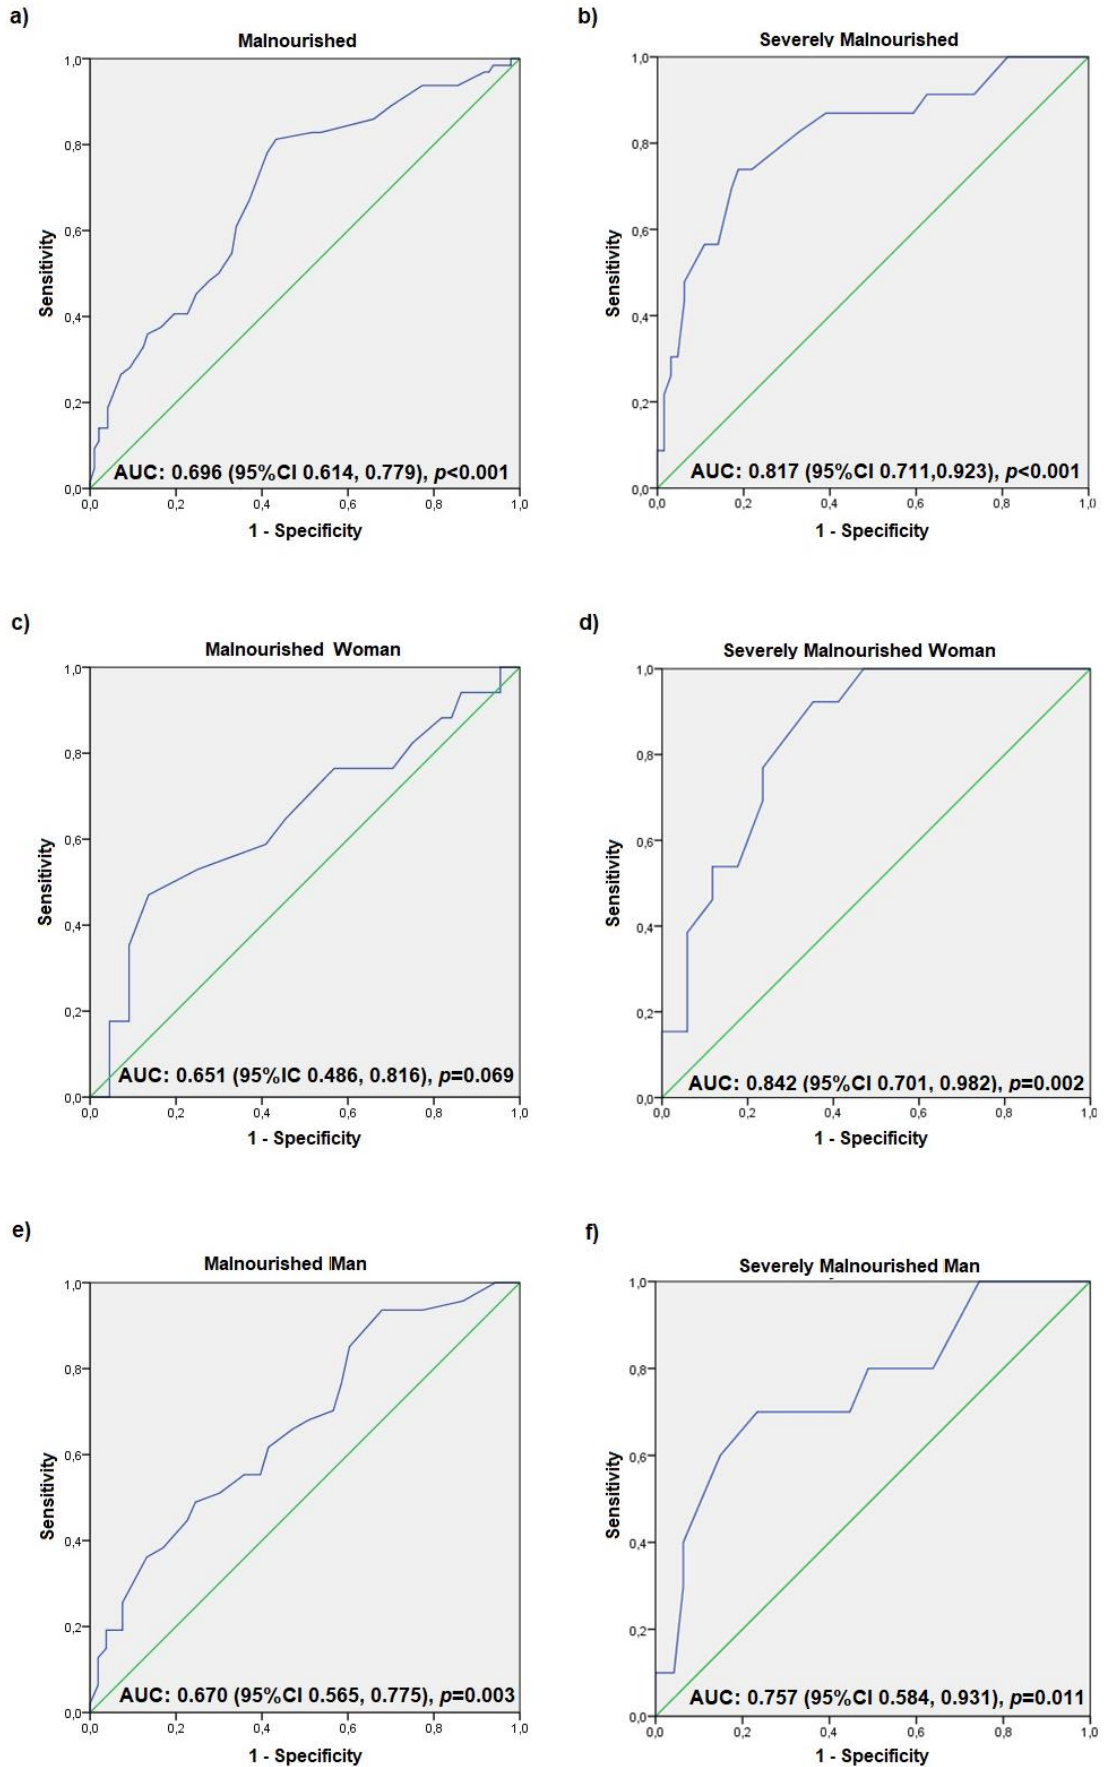 a)
Malnourished
1,0
0,8
0,6
0,4
0,2
0,0
Sensitivity
AUC: 0.696 (95%CI 0.614, 0.779), p<0.001
0,0 0,2 0,4 0,6 0,8 1,0
1 - Specificity
b)
Severely Malnourished
1,0
0,8
0,6
0,4
0,2
0,0
Sensitivity
AUC: 0.817 (95%CI 0.711,0.923), p<0.001
0,0 0,2 0,4 0,6 0,8 1,0
1 - Specificity
c)
Malnourished Woman
1,0
0,8
0,6
0,4
0,2
0,0
Sensitivity
AUC: 0.651 (95%IC 0.486, 0.816), p=0.069
0,0 0,2 0,4 0,6 0,8 1,0
1 - Specificity
d)
Severely Malnourished Woman
1,0
0,8
0,6
0,4
0,2
0,0
Sensitivity
AUC: 0.842 (95%CI 0.701, 0.982), p=0.002
0,0 0,2 0,4 0,6 0,8 1,0
1 - Specificity
e)
Malnourished Man
1,0
0,8
0,6
0,4
0,2
0,0
Sensitivity
AUC: 0.670 (95%CI 0.565, 0.775), p=0.003
0,0 0,2 0,4 0,6 0,8 1,0
1 - Specificity
f)
Severely Malnourished Man
1,0
0,8
0,6
0,4
0,2
0,0
Sensitivity
AUC: 0.757 (95%CI 0.584, 0.931), p=0.011
0,0 0,2 0,4 0,6 0,8 1,0
1 - Specificity